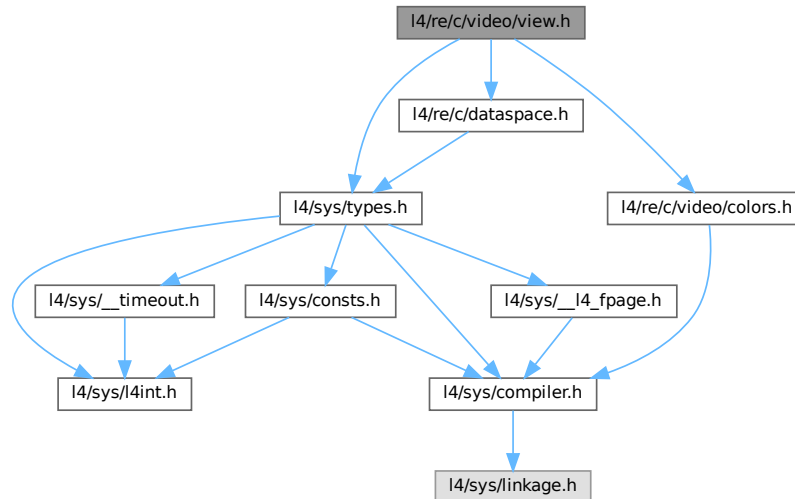 l4/re/c/video/view.h
l4/re/c/dataspace.h
l4/sys/types.h
l4/re/c/video/colors.h
l4/sys/__timeout.h
l4/sys/consts.h
l4/sys/__l4_fpage.h
l4/sys/l4int.h
l4/sys/compiler.h
l4/sys/linkage.h